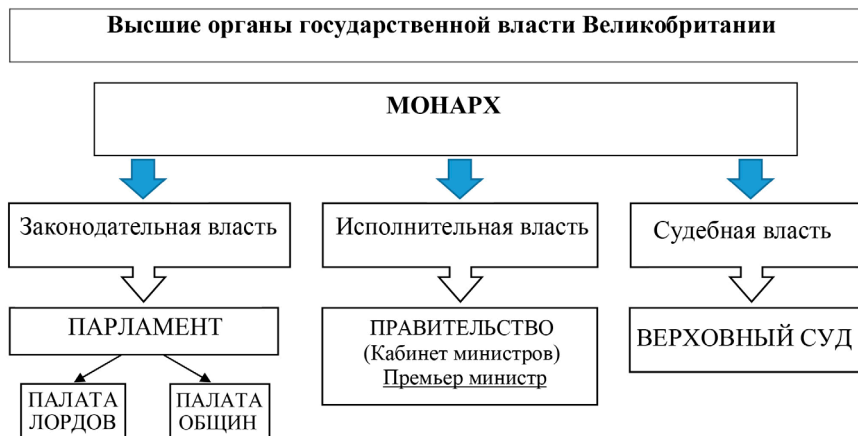 Высшие органы государственной власти Великобритании
МОНАРХ
Законодательная власть
Исполнительная власть
Судебная власть
ПАРЛАМЕНТ
ПРАВИТЕЛЬСТВО
(Кабинет министров)
Премьер министр
ВЕРХОВНЫЙ СУД
ПАЛАТА
ЛОРДОВ
ПАЛАТА
ОБЩИН